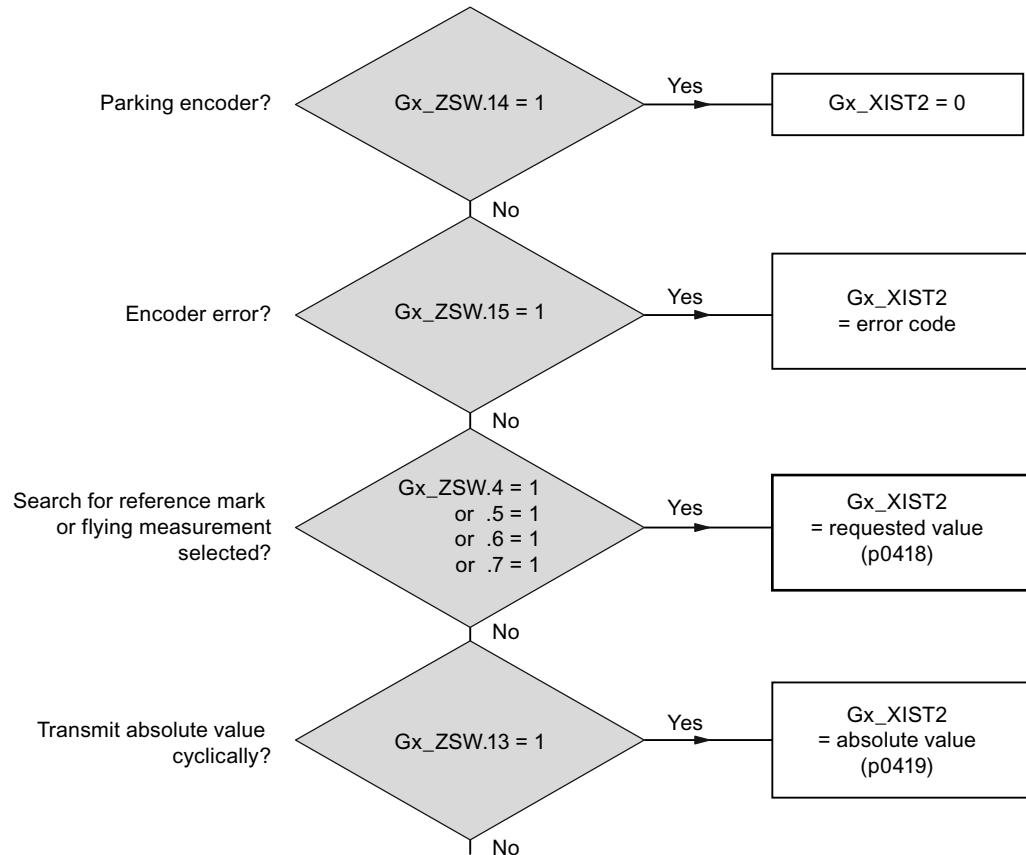 Parking encoder?
Gx_ZSW.14 = 1
Yes
Gx_XIST2 = 0
No
Encoder error?
Gx_ZSW.15 = 1
Yes
Gx_XIST2
= error code
No
Search for reference mark
or flying measurement
selected?
Gx_ZSW.4 = 1
or .5 = 1
or .6 = 1
or .7 = 1
Yes
Gx_XIST2
= requested value
(p0418)
No
Transmit absolute value
cyclically?
Gx_ZSW.13 = 1
Yes
Gx_XIST2
= absolute value
(p0419)
No